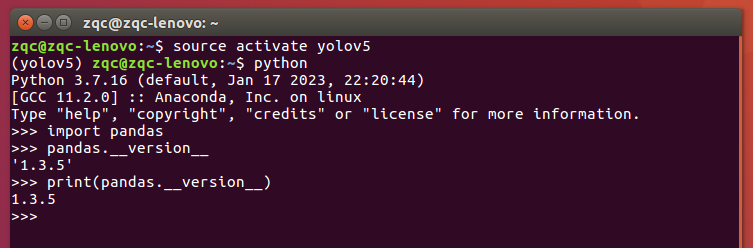 zqc@zqc-lenovo: ~
zqc@zqc-lenovo:~$ source activate yolov5
(yolov5) zqc@zqc-lenovo:~$ python
Python 3.7.16 (default, Jan 17 2023, 22:20:44)
[GCC 11.2.0] :: Anaconda, Inc. on linux
Type "help", "copyright", "credits" or "license" for more information.
>>> import pandas
>>> pandas.__version__
'1.3.5'
>>> print(pandas.__version__)
1.3.5
>>>